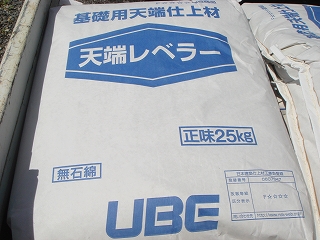 基礎用天端仕上材
天端レベラー
正味25kg
無石綿
UBE